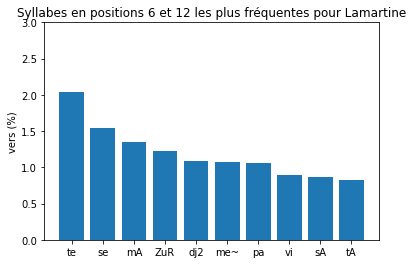 Syllabes en positions 6 et 12 les plus fréquentes pour Lamartine
3.0
2.5
2.0
1.5
1.0
0.5
0.0
vers (%)
te se mA ZuR dj2 me~ pa vi sA tA